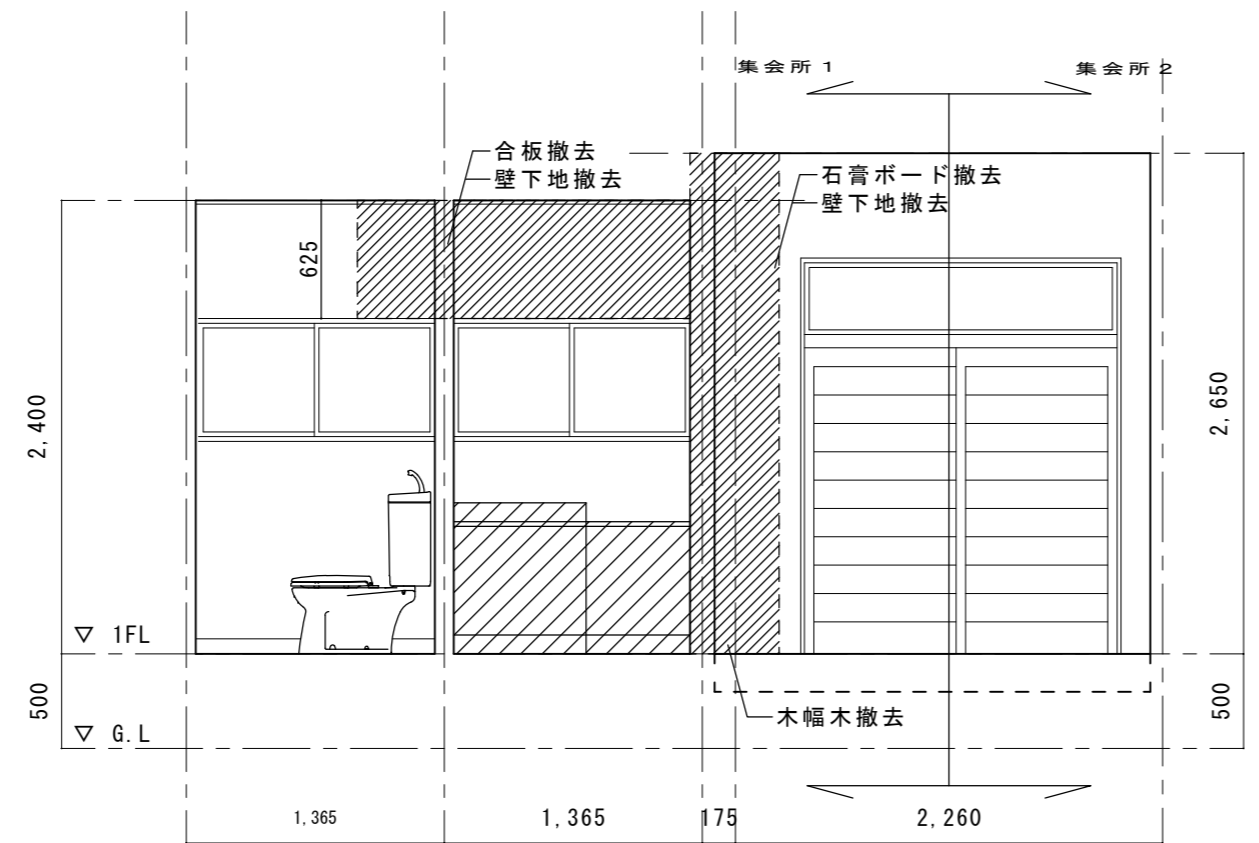 集会所1
集会所2
合板撤去
壁下地撤去
石膏ボード撤去
壁下地撤去
625
2,400
2,650
▽ 1FL
500
500
▽ G.L
木幅木撤去
1,365
1,365
175
2,260